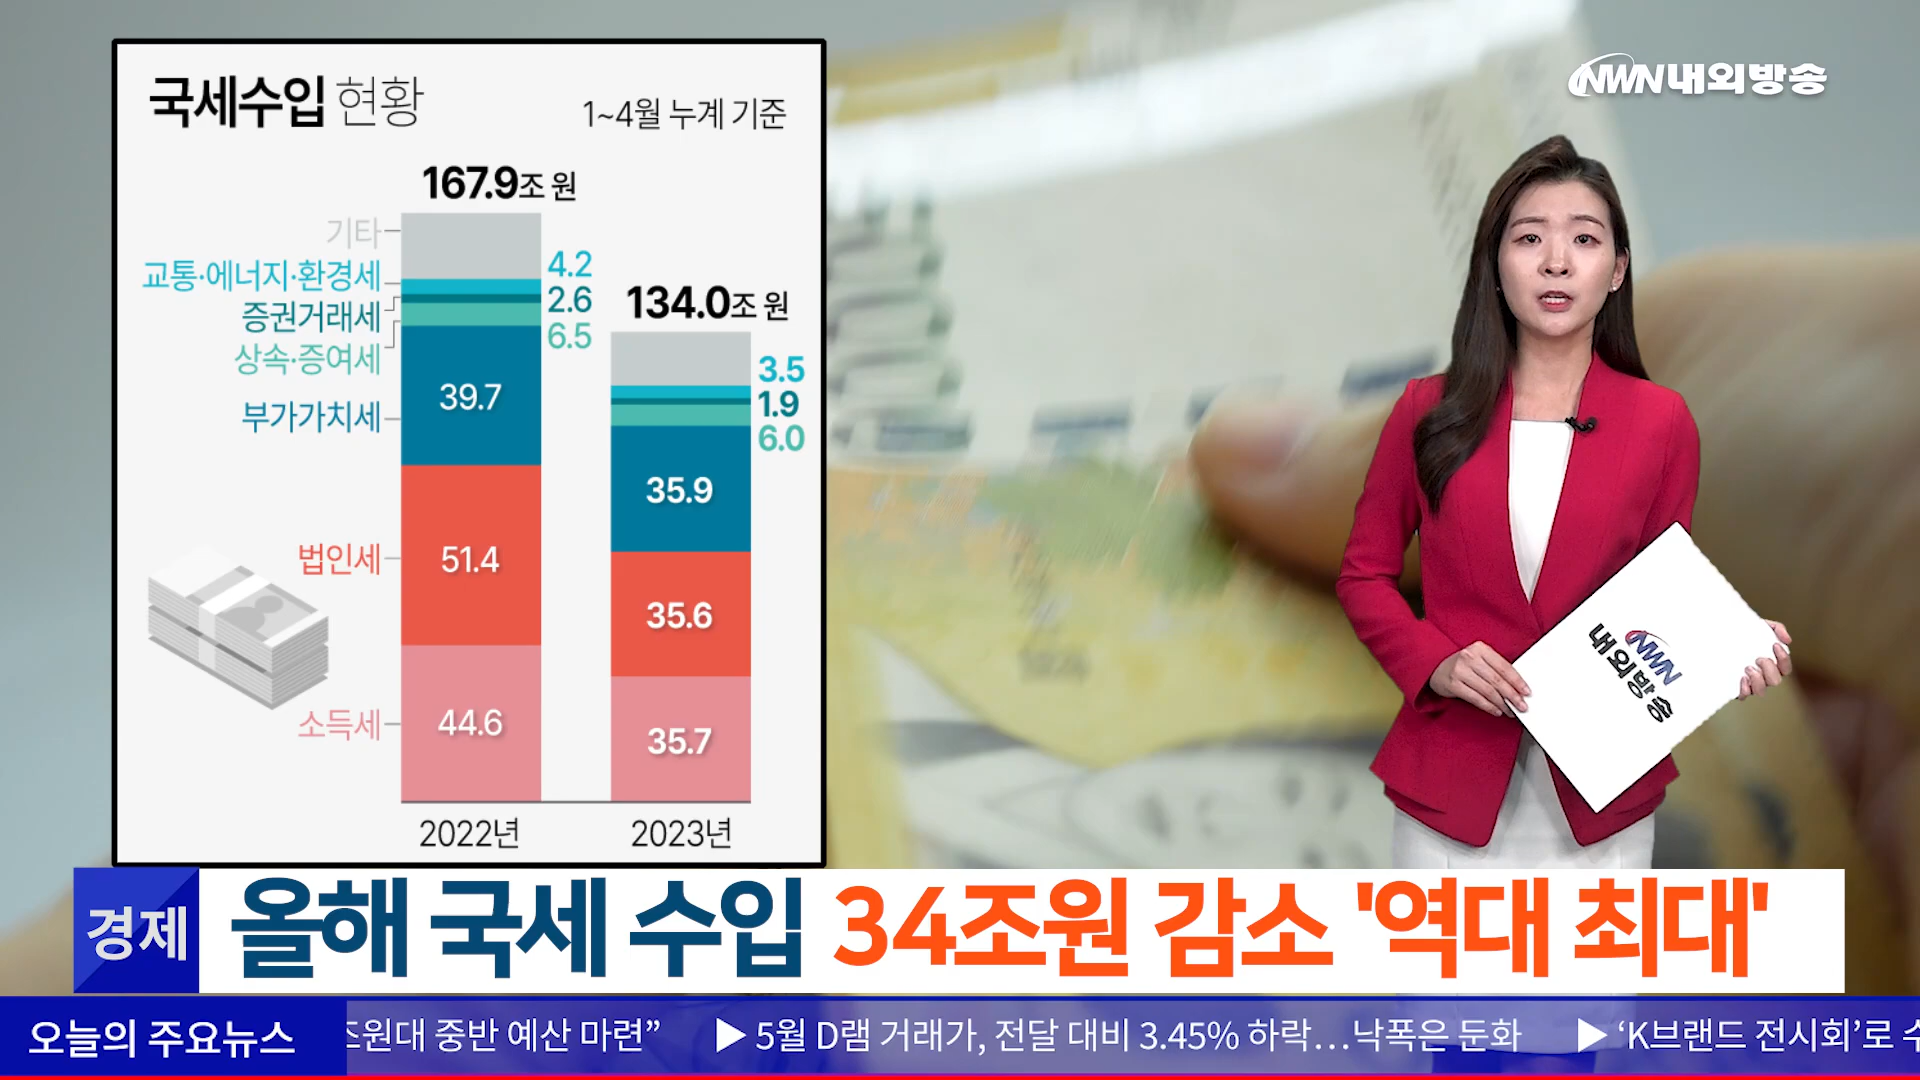 국세수입 현황
1~4월 누계 기준
NWN내외방송
167.9조 원
기타
교통·에너지·환경세
4.2
증권거래세
2.6
상속·증여세
6.5
134.0조 원
3.5
1.9
6.0
부가가치세
39.7
35.9
법인세
51.4
35.6
소득세
44.6
35.7
2022년
2023년
NWN
내외방송
경제
올해 국세 수입 34조원 감소 '역대 최대'
오늘의 주요뉴스
조원대 중반 예산 마련” ▶ 5월 D램 거래가, 전달 대비 3.45% 하락…낙폭은 둔화 ▶ ‘K브랜드 전시회’로